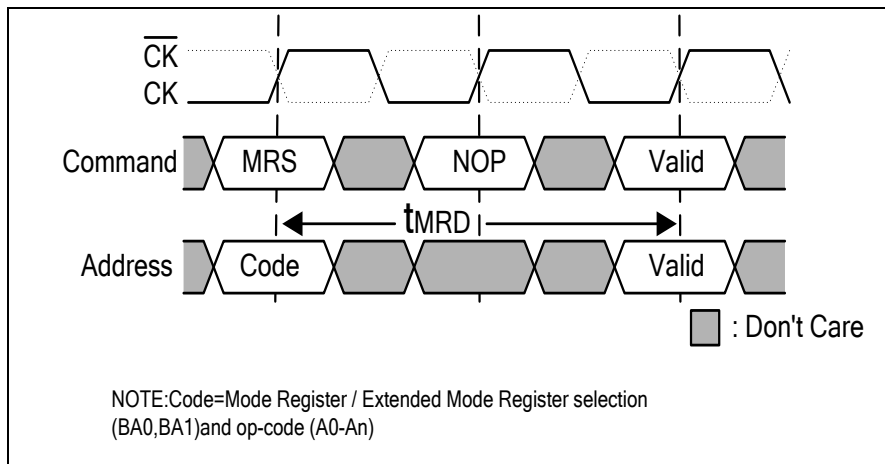 CK
CK
Command MRS NOP Valid
tMRD
Address Code Valid
: Don't Care
NOTE:Code=Mode Register / Extended Mode Register selection
(BA0,BA1)and op-code (A0-An)